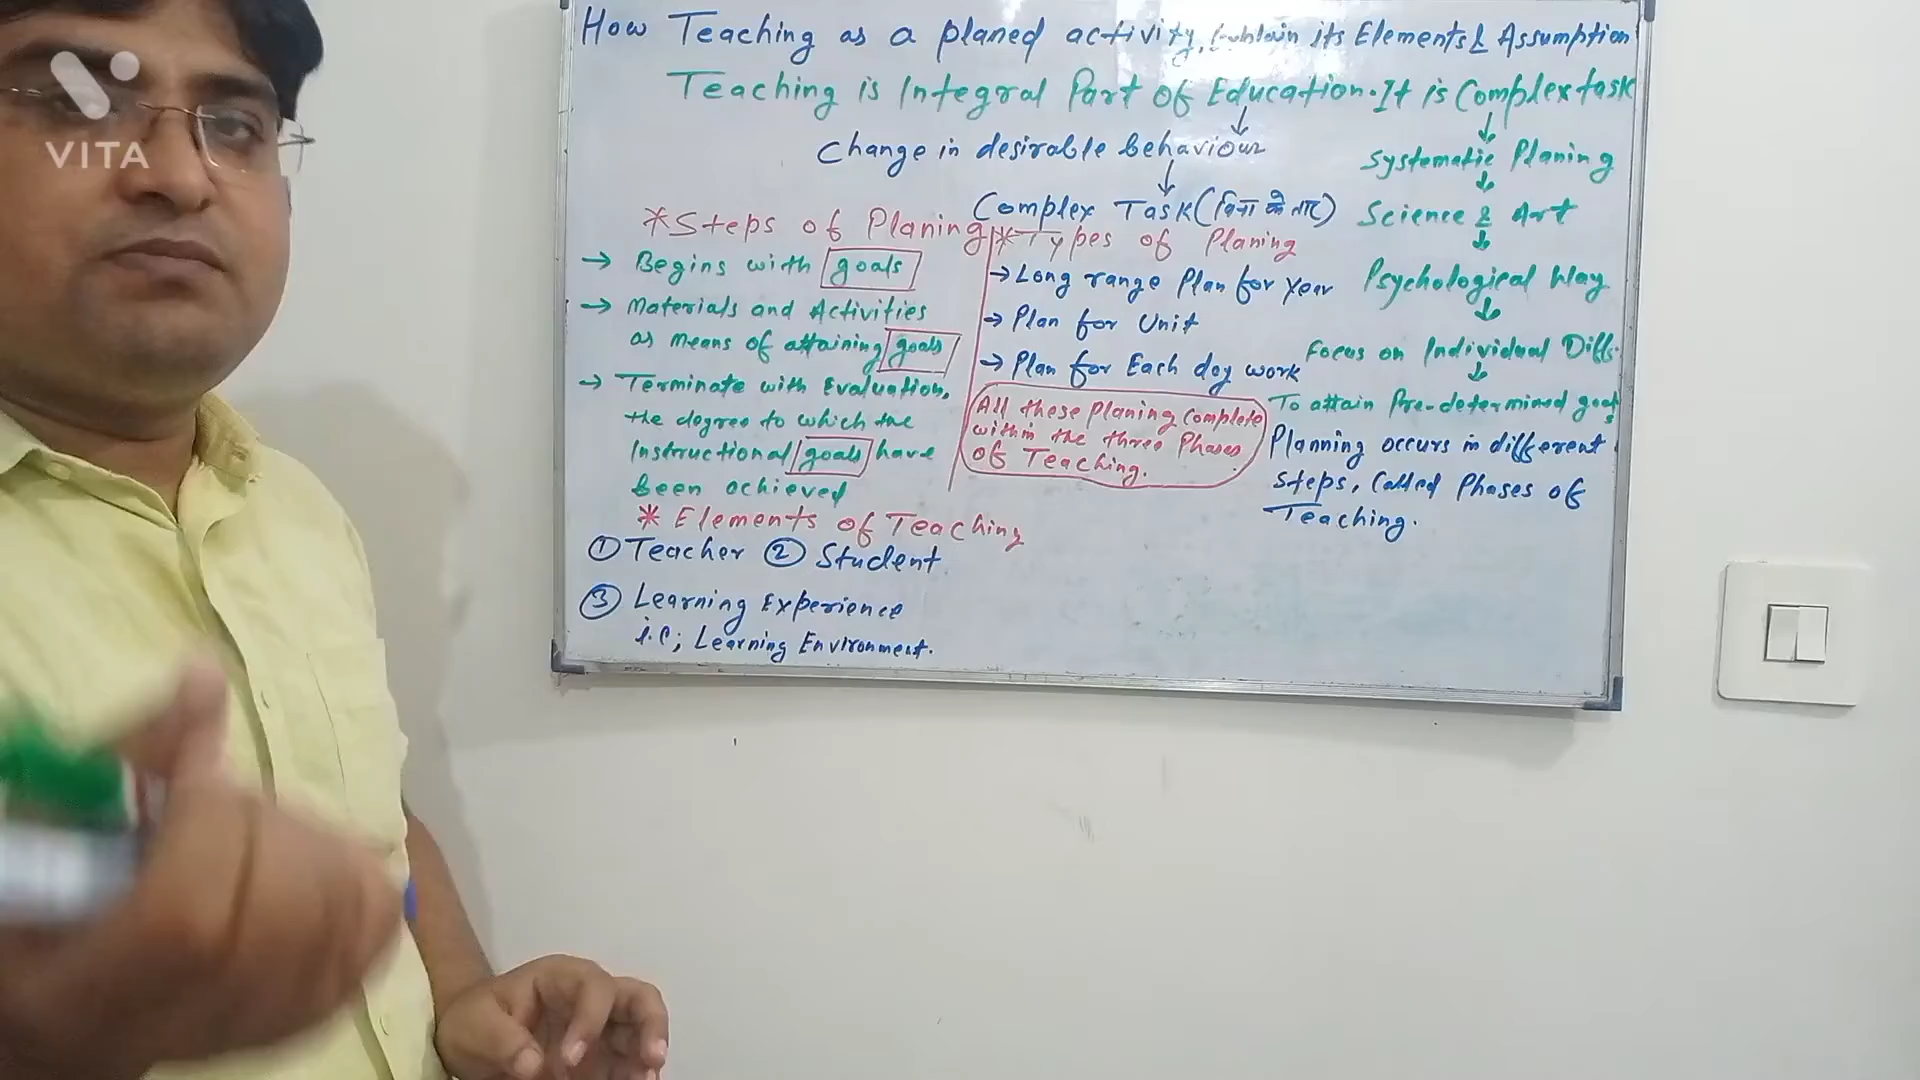 VITA
How Teaching as a planed activity, its Elements & Assumption
Teaching is Integral Part of Education. It is Complex task
Change in desirable behaviour
Complex Task (
* Steps of Planing
→ Begins with goals
→ Materials and Activities
as means of attaining goals
→ Terminate with Evaluation,
the degree to which the
Instructional goals have
been achieved
* Types of Planing
→ Long range Plan for Year
→ Plan for Unit
→ Plan for Each day work
All these planing complete
within the three Phases
of Teaching.
Systematic Planing
Science & Art
Psychological Way
Focus on Individual Diff.
To attain Pre-determined goals
Planning occurs in different
steps, Called Phases of
Teaching.
* Elements of Teaching
① Teacher ② Student
③ Learning Experience
i.e; Learning Environment.